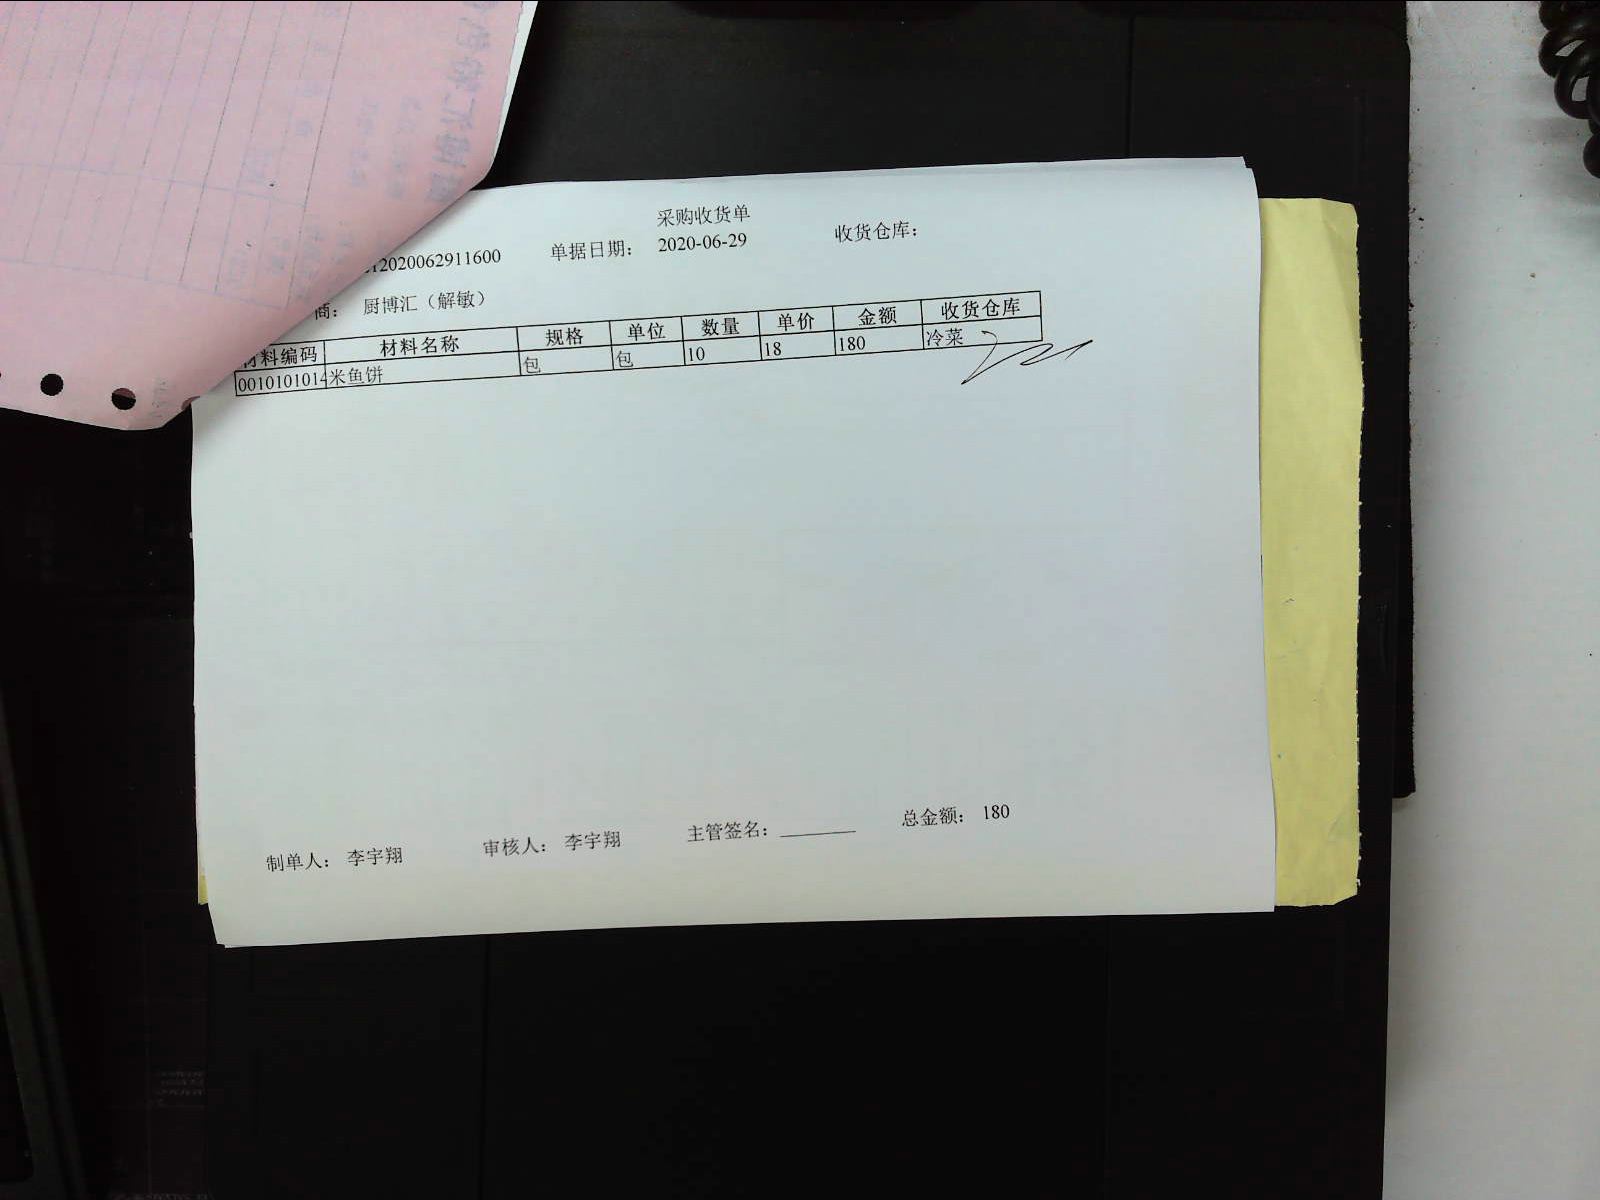 采购收货单
12020062911600 单据日期： 2020-06-29 收货仓库：
商： 厨博汇（解敏）
材料编码 材料名称 规格 单位 数量 单价 金额 收货仓库
0010101014 米鱼饼 包 包 10 18 180 冷菜
制单人： 李宇翔 审核人： 李宇翔 主管签名： 总金额： 180